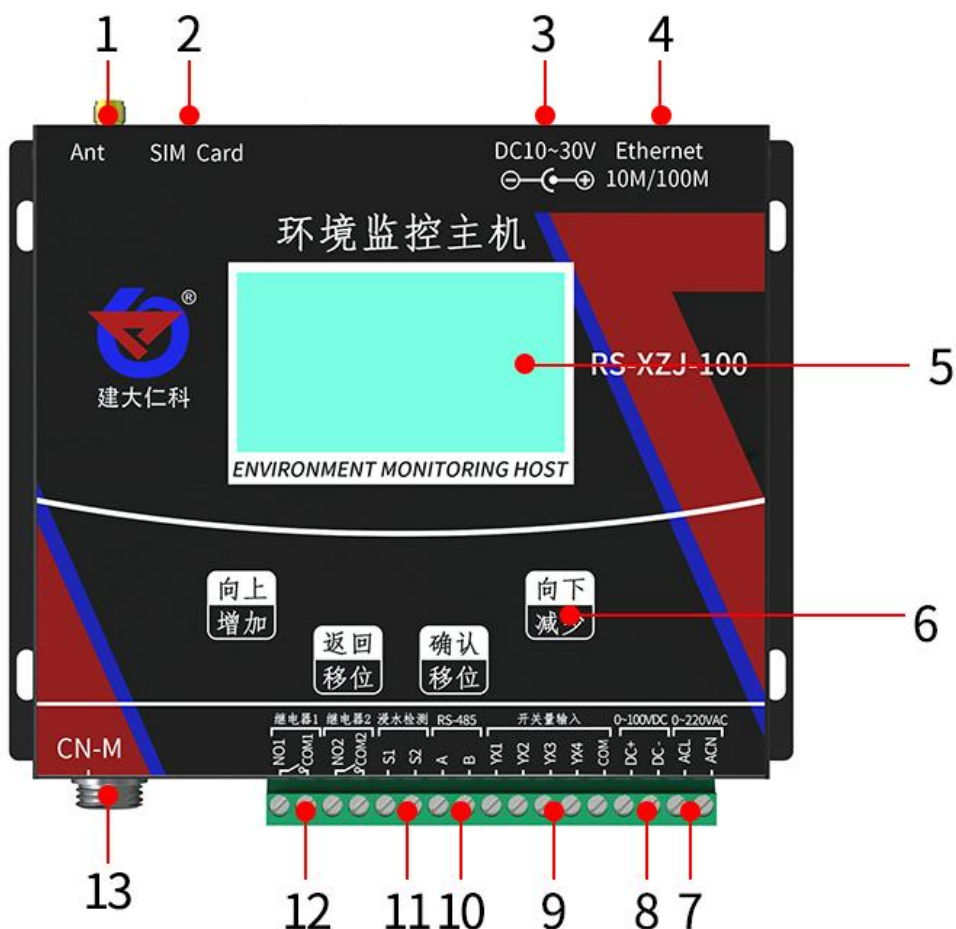 1 2 3 4
Ant SIM Card DC10~30V Ethernet
10M/100M
环境监控主机
®
建大仁科
RS-XZJ-100
5
ENVIRONMENT MONITORING HOST
向上 向下
增加 减少
6
返回 确认
移位 移位
继电器1 继电器2 浸水检测 RS-485 开关量输入 0~100VDC 0~220VAC
CN-M
NO1 COM1 NO2 COM2 S1 S2 A B YX1 YX2 YX3 YX4 COM DC+ DC- ACL ACN
13 12 11 10 9 8 7